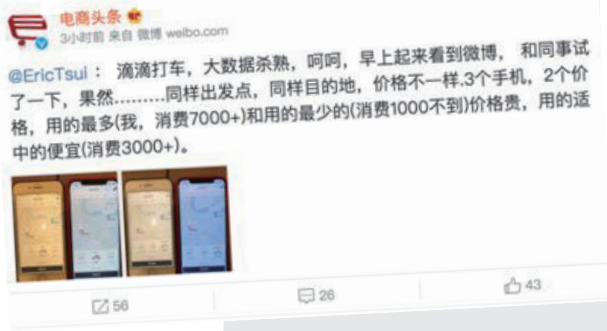 电商头条
3小时前 来自 微博 weibo.com
@EricTsui： 滴滴打车，大数据杀熟，呵呵，早上起来看到微博， 和同事试
了一下，果然.........同样出发点，同样目的地，价格不一样.3个手机，2个价
格，用的最多(我，消费7000+)和用的最少的(消费1000不到)价格贵，用的适
中的便宜(消费3000+)。
56 26 43